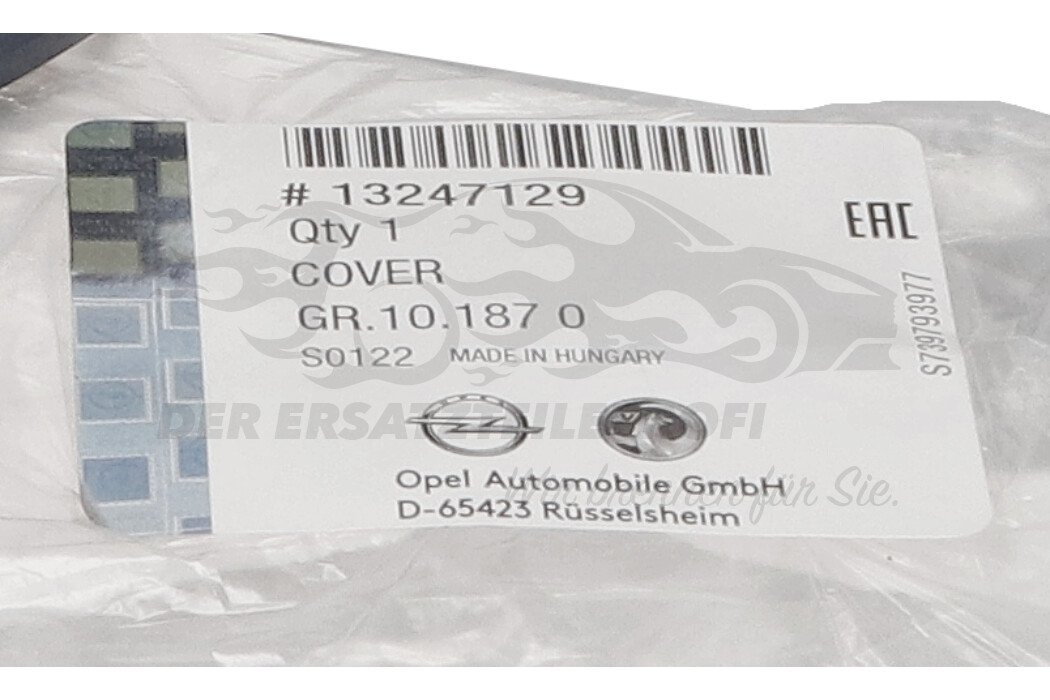 # 13247129
Qty 1
COVER
GR.10.187 0
S0122 MADE IN HUNGARY
EAC
S739793977
DER ERSATZTEILEPROFI
Wir brennen für Sie.
Opel Automobile GmbH
D-65423 Rüsselsheim